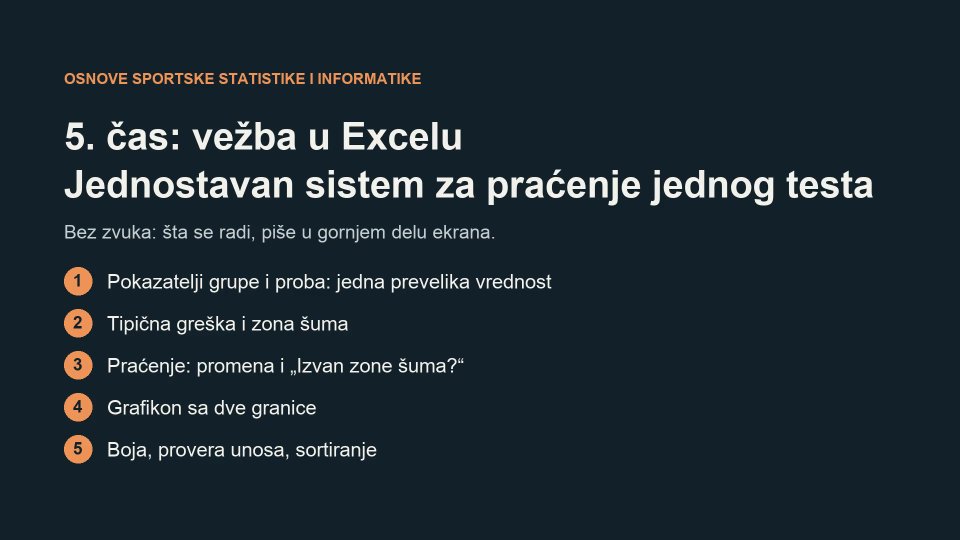 OSNOVE SPORTSKE STATISTIKE I INFORMATIKE
5. čas: vežba u Excelu
Jednostavan sistem za praćenje jednog testa
Bez zvuka: šta se radi, piše u gornjem delu ekrana.
1 Pokazatelji grupe i proba: jedna prevelika vrednost
2 Tipična greška i zona šuma
3 Praćenje: promena i „Izvan zone šuma?“
4 Grafikon sa dve granice
5 Boja, provera unosa, sortiranje